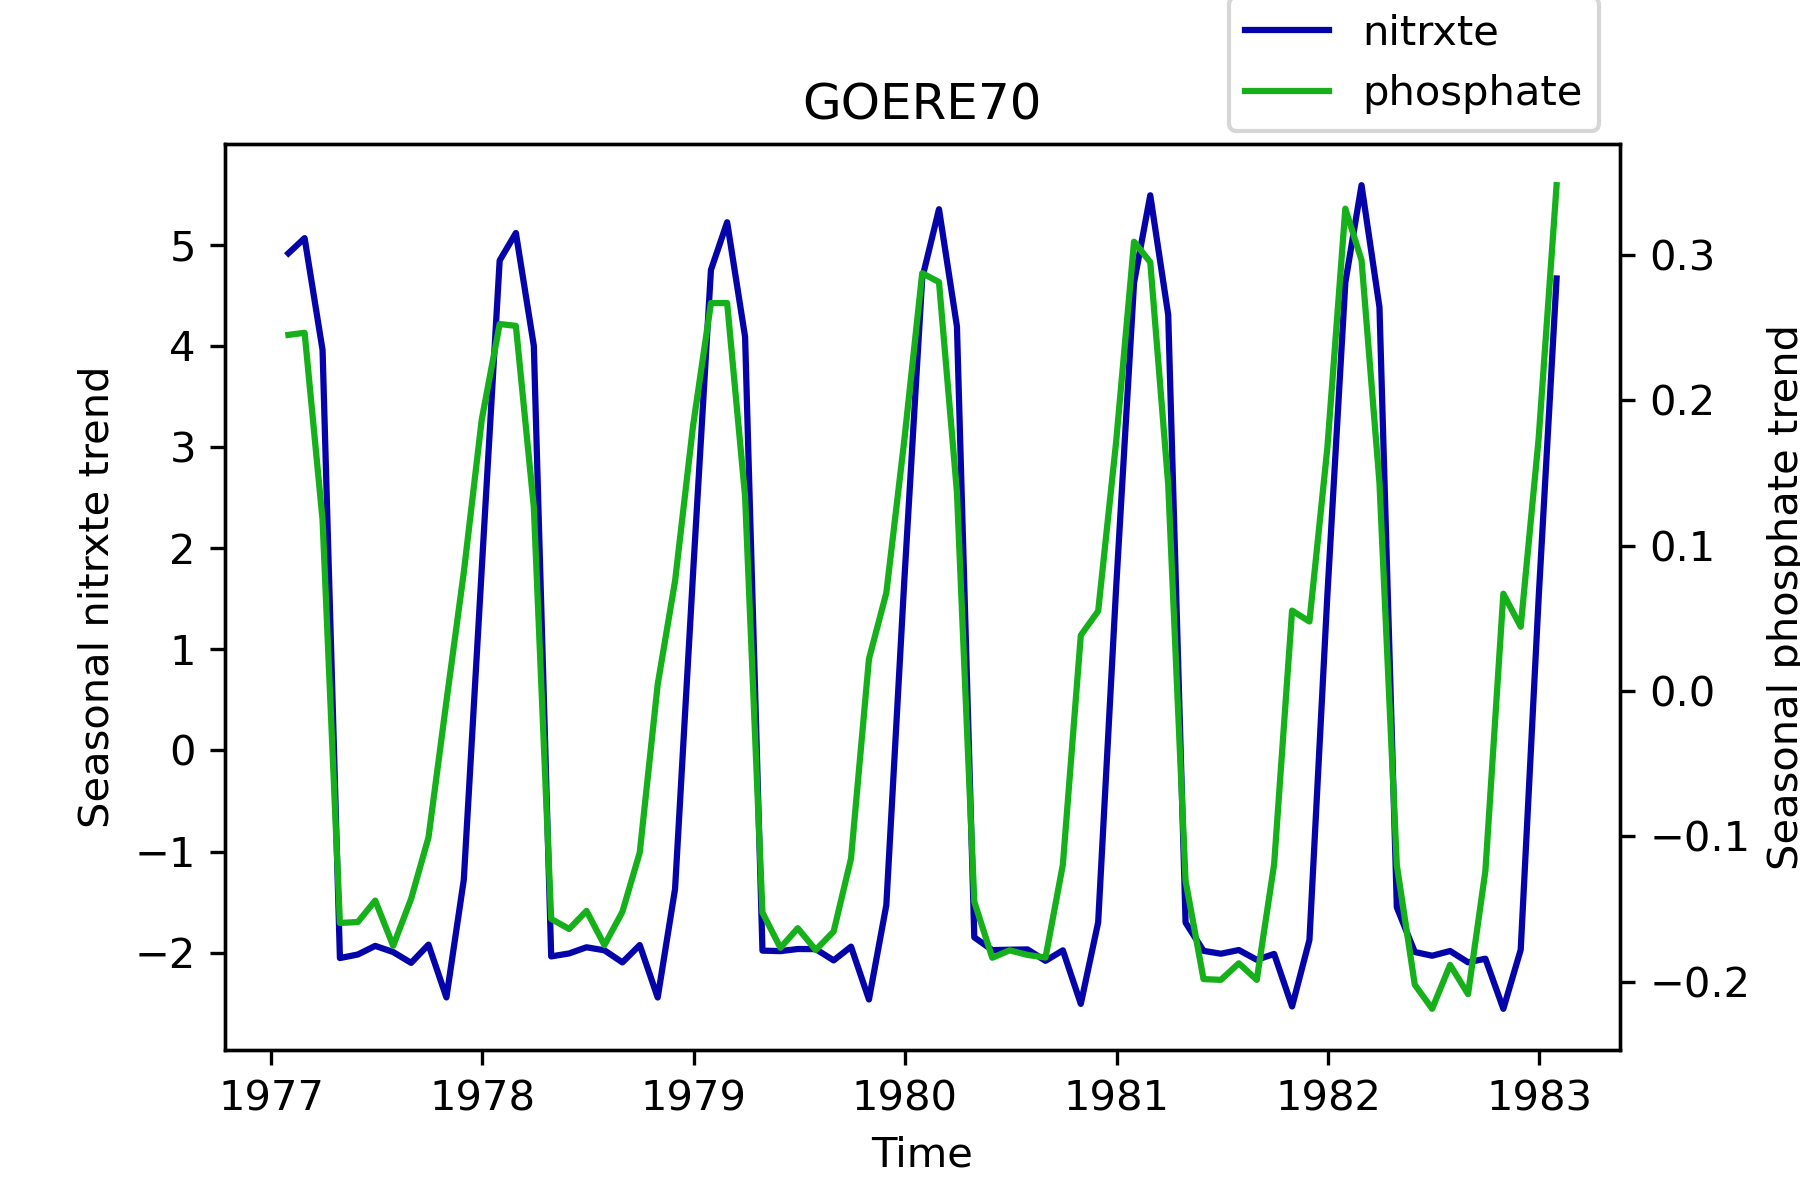 nitrxte
phosphate
GOERE70
Seasonal nitrxte trend
5
4
3
2
1
0
−1
−2
0.3
0.2
0.1
0.0
−0.1
−0.2
Seasonal phosphate trend
1977 1978 1979 1980 1981 1982 1983
Time